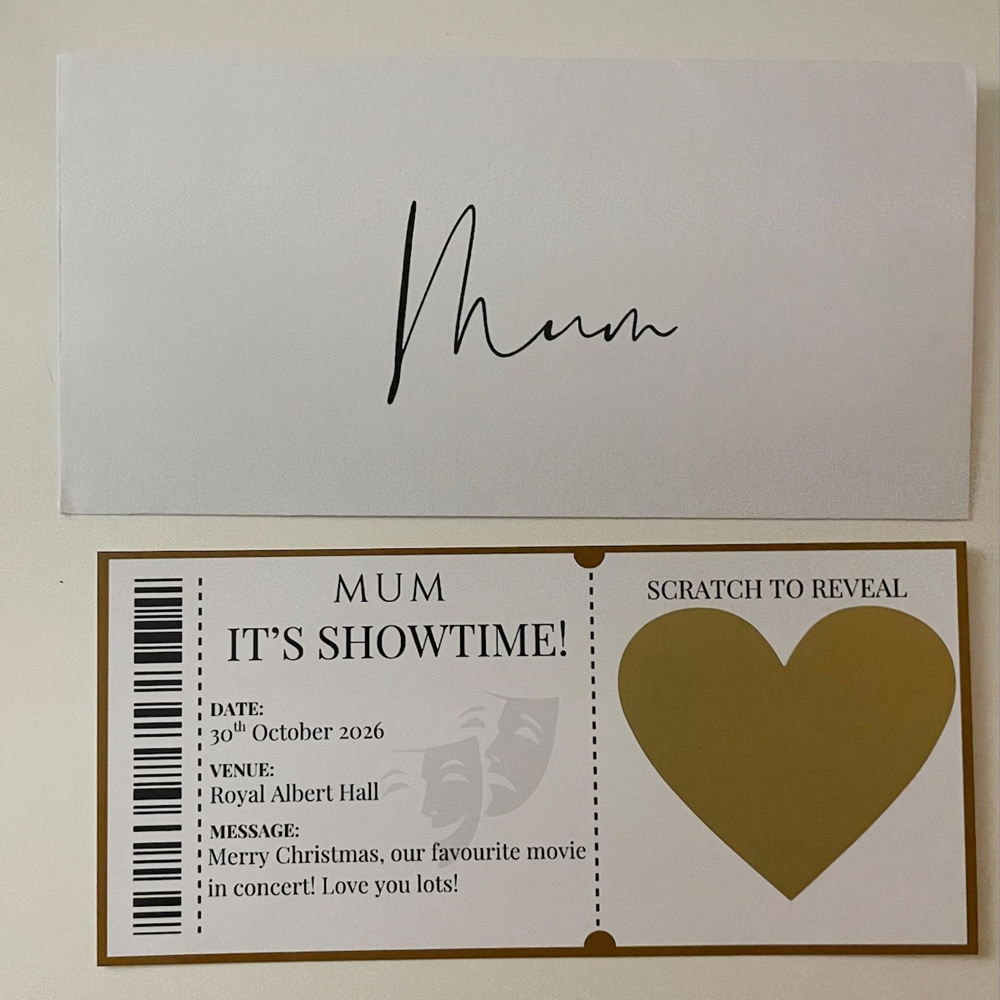 Mum
MUM
IT'S SHOWTIME!
DATE:
30th October 2026
VENUE:
Royal Albert Hall
MESSAGE:
Merry Christmas, our favourite movie
in concert! Love you lots!
SCRATCH TO REVEAL